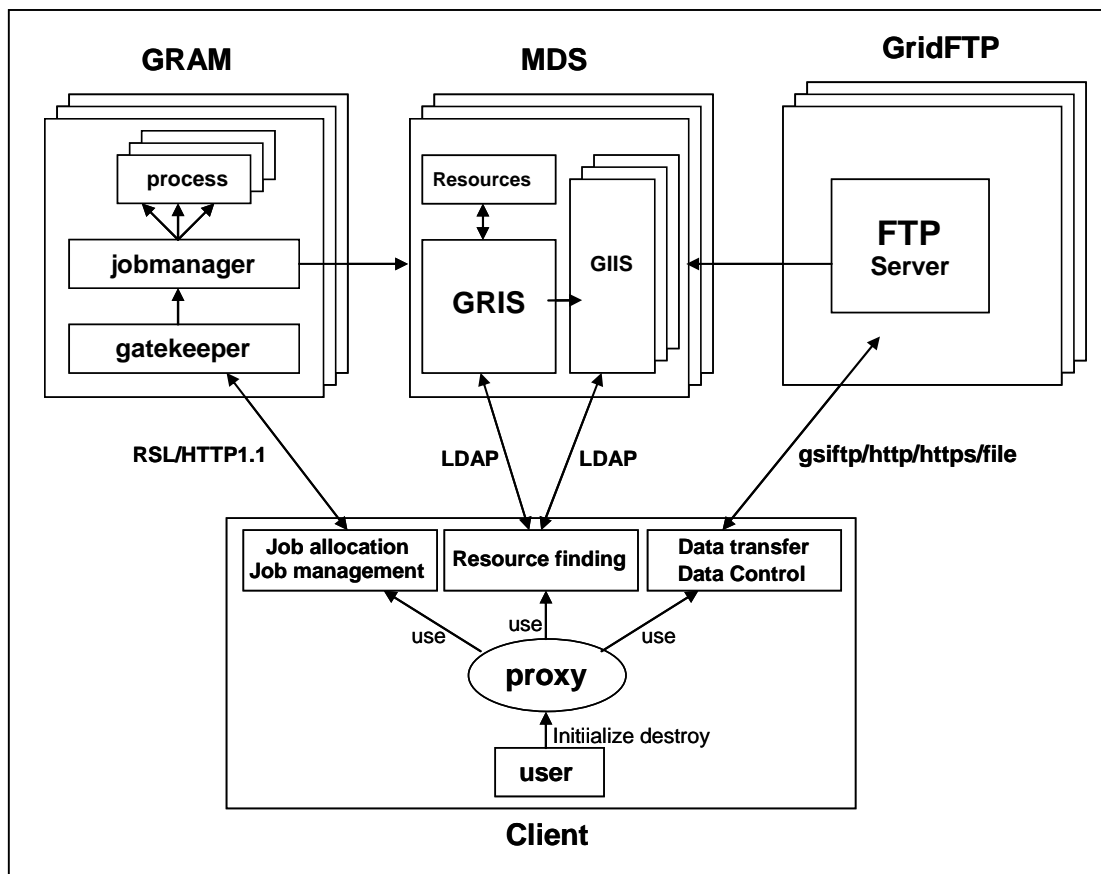 GRAM
MDS
GridFTP
process
jobmanager
gatekeeper
Resources
GRIS
GIIS
FTP
Server
RSL/HTTP1.1
LDAP
LDAP
gsiftp/http/https/file
Job allocation
Job management
Resource finding
Data transfer
Data Control
use
use
use
proxy
Initiialize destroy
user
Client